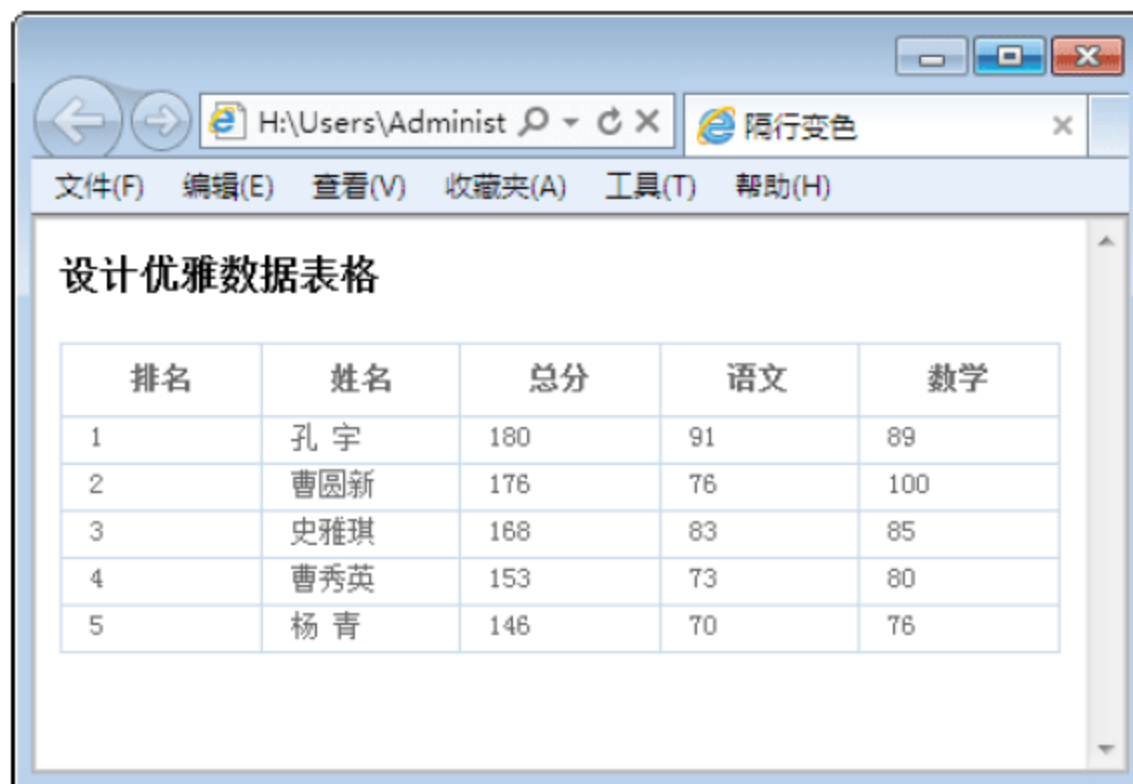 H:\Users\Administ
隔行变色
文件(F) 编辑(E) 查看(V) 收藏夹(A) 工具(T) 帮助(H)
设计优雅数据表格
排名 姓名 总分 语文 数学
1 孔 宇 180 91 89
2 曹圆新 176 76 100
3 史雅琪 168 83 85
4 曹秀英 153 73 80
5 杨 青 146 70 76